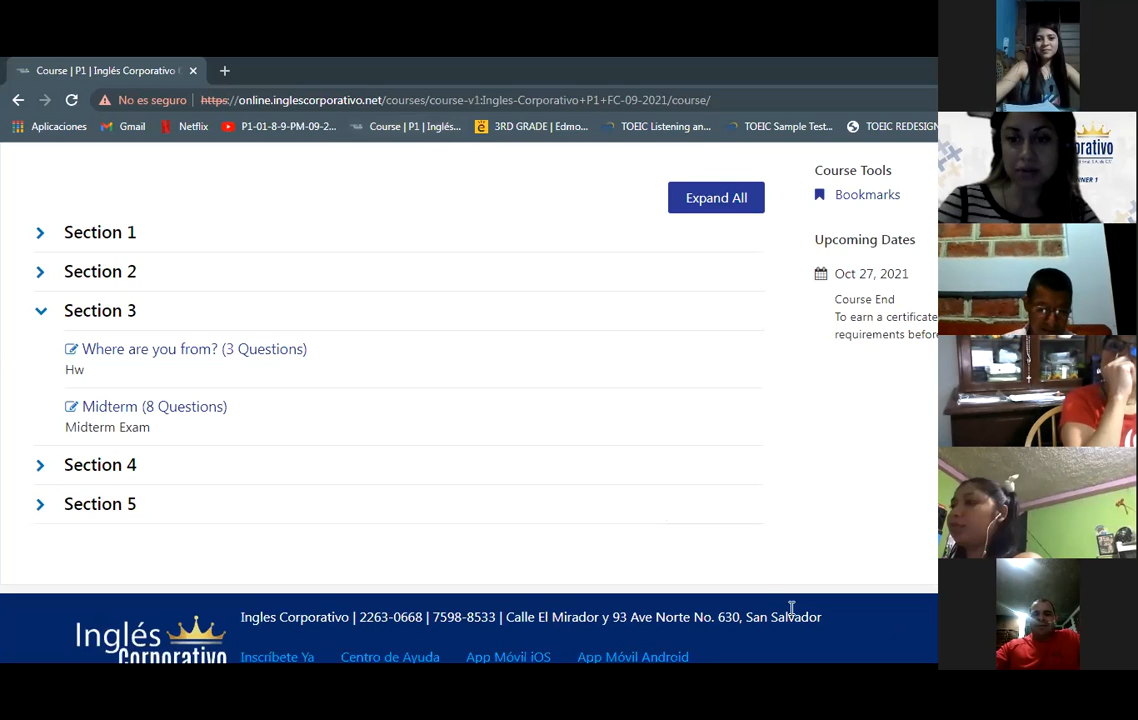 Course | P1 | Inglés Corporativo
No es seguro
https://online.inglescorporativo.net/courses/course-v1:Ingles-Corporativo+P1+FC-09-2021/course/
Aplicaciones
Gmail
Netflix
P1-01-8-9-PM-09-2...
Course | P1 | Inglés...
3RD GRADE | Edmo...
TOEIC Listening an...
TOEIC Sample Test...
TOEIC REDESIGN
Expand All
Section 1
Section 2
Section 3
Where are you from? (3 Questions)
Hw
Midterm (8 Questions)
Midterm Exam
Section 4
Section 5
Course Tools
Bookmarks
Upcoming Dates
Oct 27, 2021
Course End
To earn a certificate
requirements before
Inglés
Corporativo
Ingles Corporativo | 2263-0668 | 7598-8533 | Calle El Mirador y 93 Ave Norte No. 630, San Salvador
Inscríbete Ya
Centro de Ayuda
App Móvil iOS
App Móvil Android
orativo
NNER 1